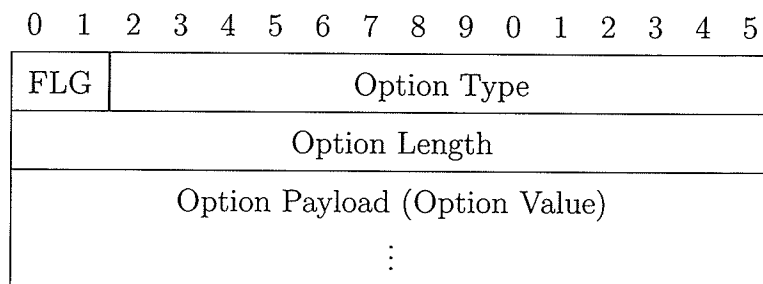 0 1 2 3 4 5 6 7 8 9 0 1 2 3 4 5
FLG Option Type
Option Length
Option Payload (Option Value)
⋮